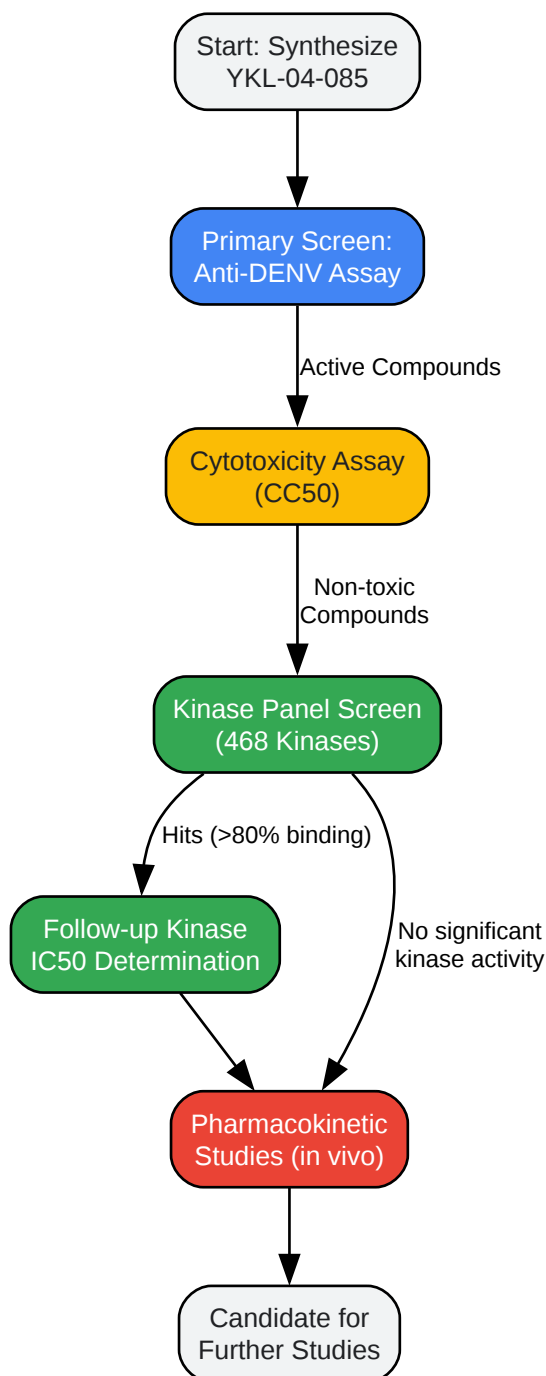 Start: Synthesize
YKL-04-085
Primary Screen:
Anti-DENV Assay
Active Compounds
Cytotoxicity Assay
(CC50)
Non-toxic
Compounds
Kinase Panel Screen
(468 Kinases)
Hits (>80% binding)
Follow-up Kinase
IC50 Determination
No significant
kinase activity
Pharmacokinetic
Studies (in vivo)
Candidate for
Further Studies